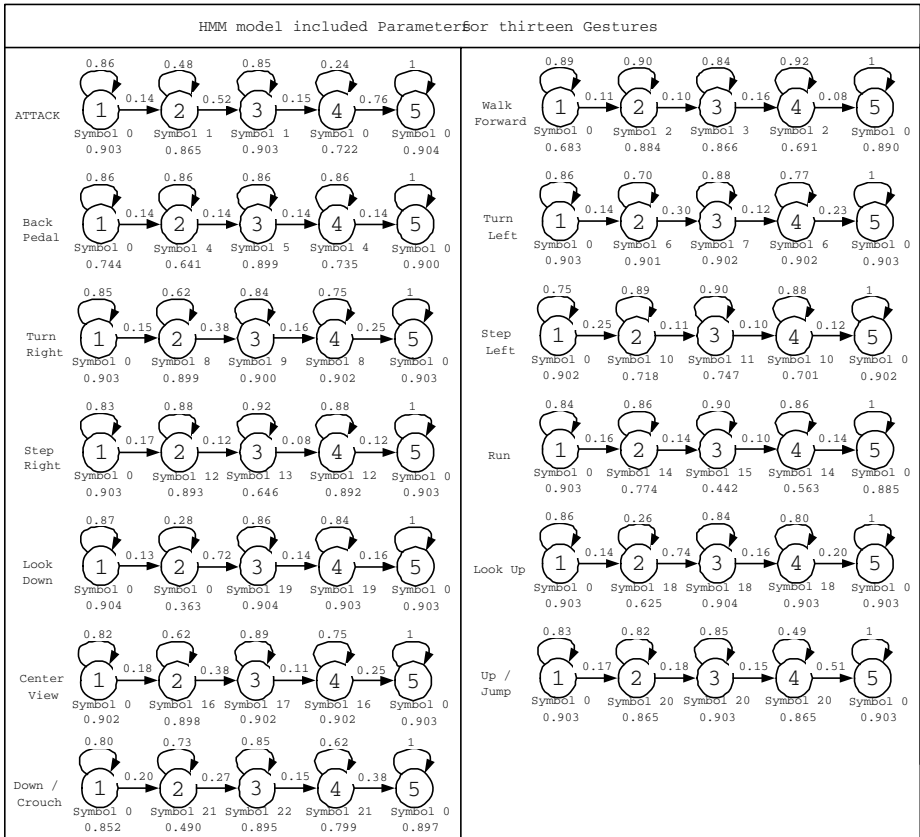 HMM model included Parameters for thirteen Gestures
0.86 0.48 0.85 0.24 1
ATTACK 1 0.14 2 0.52 3 0.15 4 0.76 5
Symbol 0 Symbol 1 Symbol 1 Symbol 0 Symbol 0
0.903 0.865 0.903 0.722 0.904
0.86 0.86 0.86 0.86 1
Back Pedal 1 0.14 2 0.14 3 0.14 4 0.14 5
Symbol 0 Symbol 4 Symbol 5 Symbol 4 Symbol 0
0.744 0.641 0.899 0.735 0.900
0.85 0.62 0.84 0.75 1
Turn Right 1 0.15 2 0.38 3 0.16 4 0.25 5
Symbol 0 Symbol 8 Symbol 9 Symbol 8 Symbol 0
0.903 0.899 0.900 0.902 0.903
0.83 0.88 0.92 0.88 1
Step Right 1 0.17 2 0.12 3 0.08 4 0.12 5
Symbol 0 Symbol 12 Symbol 13 Symbol 12 Symbol 0
0.903 0.893 0.646 0.892 0.903
0.87 0.28 0.86 0.84 1
Look Down 1 0.13 2 0.72 3 0.14 4 0.16 5
Symbol 0 Symbol 0 Symbol 19 Symbol 19 Symbol 0
0.904 0.363 0.904 0.903 0.903
0.82 0.62 0.89 0.75 1
Center View 1 0.18 2 0.38 3 0.11 4 0.25 5
Symbol 0 Symbol 16 Symbol 17 Symbol 16 Symbol 0
0.902 0.898 0.902 0.902 0.903
0.80 0.73 0.85 0.62 1
Down / Crouch 1 0.20 2 0.27 3 0.15 4 0.38 5
Symbol 0 Symbol 21 Symbol 22 Symbol 21 Symbol 0
0.852 0.490 0.895 0.799 0.897
0.89 0.90 0.84 0.92 1
Walk Forward 1 0.11 2 0.10 3 0.16 4 0.08 5
Symbol 0 Symbol 2 Symbol 3 Symbol 2 Symbol 0
0.683 0.884 0.866 0.691 0.890
0.86 0.70 0.88 0.77 1
Turn Left 1 0.14 2 0.30 3 0.12 4 0.23 5
Symbol 0 Symbol 6 Symbol 7 Symbol 6 Symbol 0
0.903 0.901 0.902 0.902 0.903
0.75 0.89 0.90 0.88 1
Step Left 1 0.25 2 0.11 3 0.10 4 0.12 5
Symbol 0 Symbol 10 Symbol 11 Symbol 10 Symbol 0
0.902 0.718 0.747 0.701 0.902
0.84 0.86 0.90 0.86 1
Run 1 0.16 2 0.14 3 0.10 4 0.14 5
Symbol 0 Symbol 14 Symbol 15 Symbol 14 Symbol 0
0.903 0.774 0.442 0.563 0.885
0.86 0.26 0.84 0.80 1
Look Up 1 0.14 2 0.74 3 0.16 4 0.20 5
Symbol 0 Symbol 18 Symbol 18 Symbol 18 Symbol 0
0.903 0.625 0.904 0.903 0.903
0.83 0.82 0.85 0.49 1
Up / Jump 1 0.17 2 0.18 3 0.15 4 0.51 5
Symbol 0 Symbol 20 Symbol 20 Symbol 20 Symbol 0
0.903 0.865 0.903 0.865 0.903